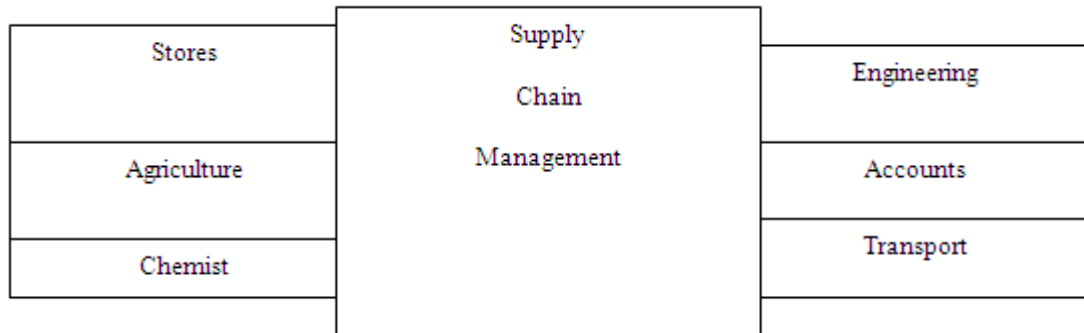 Stores
Agriculture
Chemist
Supply
Chain
Management
Engineering
Accounts
Transport